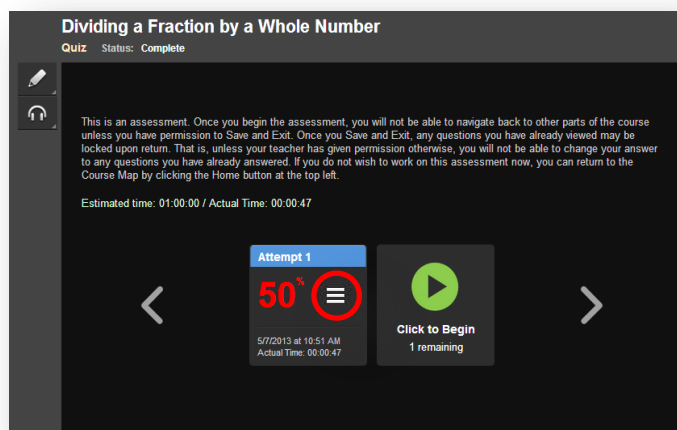 Dividing a Fraction by a Whole Number
Quiz Status: Complete
This is an assessment. Once you begin the assessment, you will not be able to navigate back to other parts of the course
unless you have permission to Save and Exit. Once you Save and Exit, any questions you have already viewed may be
locked upon return. That is, unless your teacher has given permission otherwise, you will not be able to change your answer
to any questions you have already answered. If you do not wish to work on this assessment now, you can return to the
Course Map by clicking the Home button at the top left.
Estimated time: 01:00:00 / Actual Time: 00:00:47
Attempt 1
50%
5/7/2013 at 10:51 AM
Actual Time: 00:00:47
Click to Begin
1 remaining